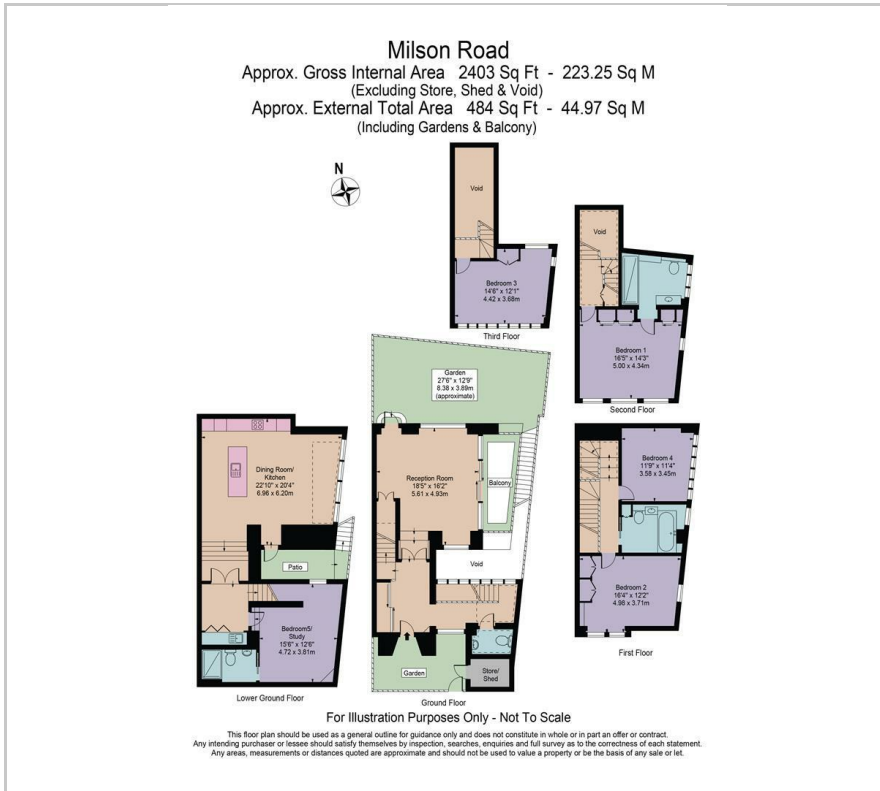 Milson Road
Approx. Gross Internal Area 2403 Sq Ft - 223.25 Sq M
(Excluding Store, Shed & Void)
Approx. External Total Area 484 Sq Ft - 44.97 Sq M
(Including Gardens & Balcony)
N
Void
Bedroom 3
14'6" x 12'1"
4.42 x 3.68m
Third Floor
Void
Bedroom 1
16'5" x 14'3"
5.00 x 4.34m
Second Floor
Garden
27'6" x 12'9"
8.38 x 3.89m
(approximate)
Dining Room/
Kitchen
22'10" x 20'4"
6.96 x 6.20m
Patio
Bedroom5/
Study
15'6" x 12'6"
4.72 x 3.81m
Lower Ground Floor
Reception Room
18'5" x 16'2"
5.61 x 4.93m
Balcony
Void
Garden
Store/
Shed
Ground Floor
Bedroom 4
11'9" x 11'4"
3.58 x 3.45m
Bedroom 2
16'4" x 12'2"
4.98 x 3.71m
First Floor
For Illustration Purposes Only - Not To Scale
This floor plan should be used as a general outline for guidance only and does not constitute in whole or in part an offer or contract.
Any intending purchaser or lessee should satisfy themselves by inspection, searches, enquiries and full survey as to the correctness of each statement.
Any areas, measurements or distances quoted are approximate and should not be used to value a property or be the basis of any sale or let.